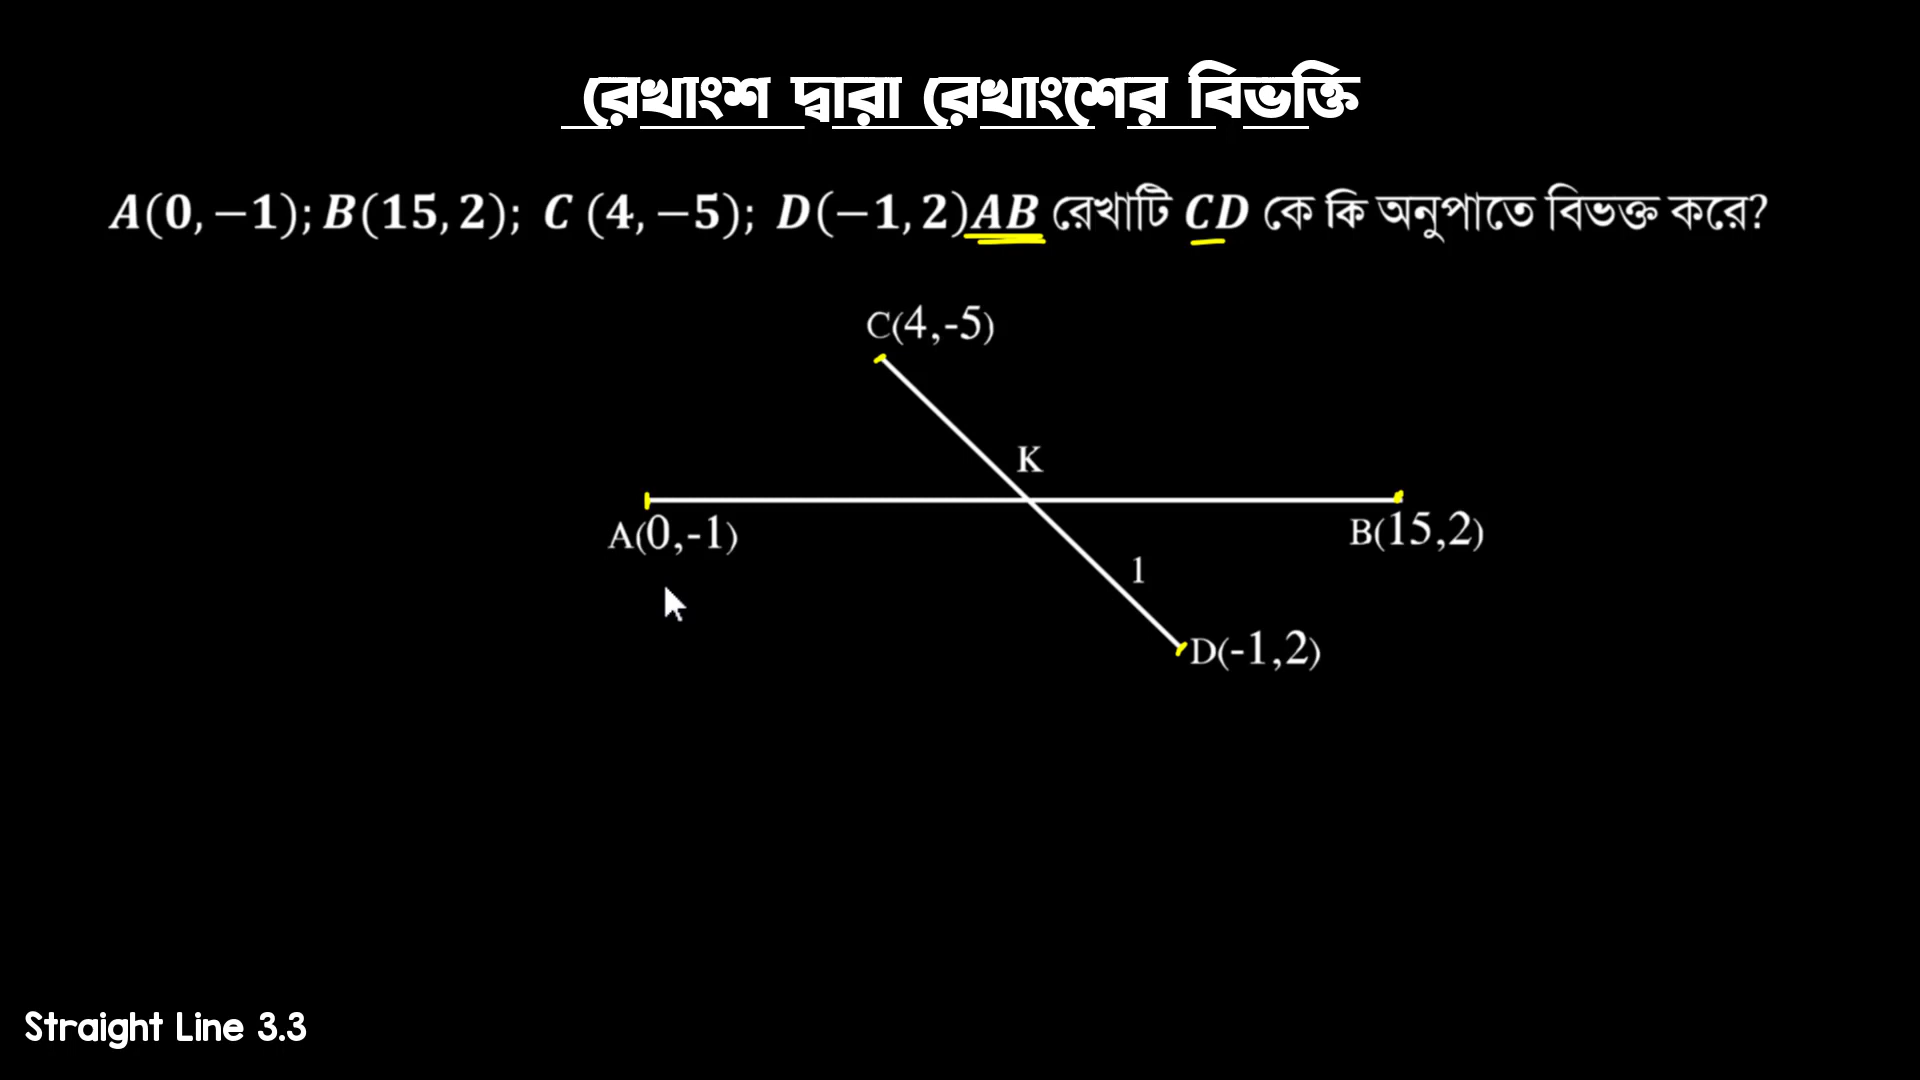 রেখাংশ দ্বারা রেখাংশের বিভক্তি
A(0,−1); B(15,2); C (4,−5); D(−1,2)AB রেখাটি CD কে কি অনুপাতে বিভক্ত করে?
C(4,-5)
K
A(0,-1)
B(15,2)
1
D(-1,2)
Straight Line 3.3